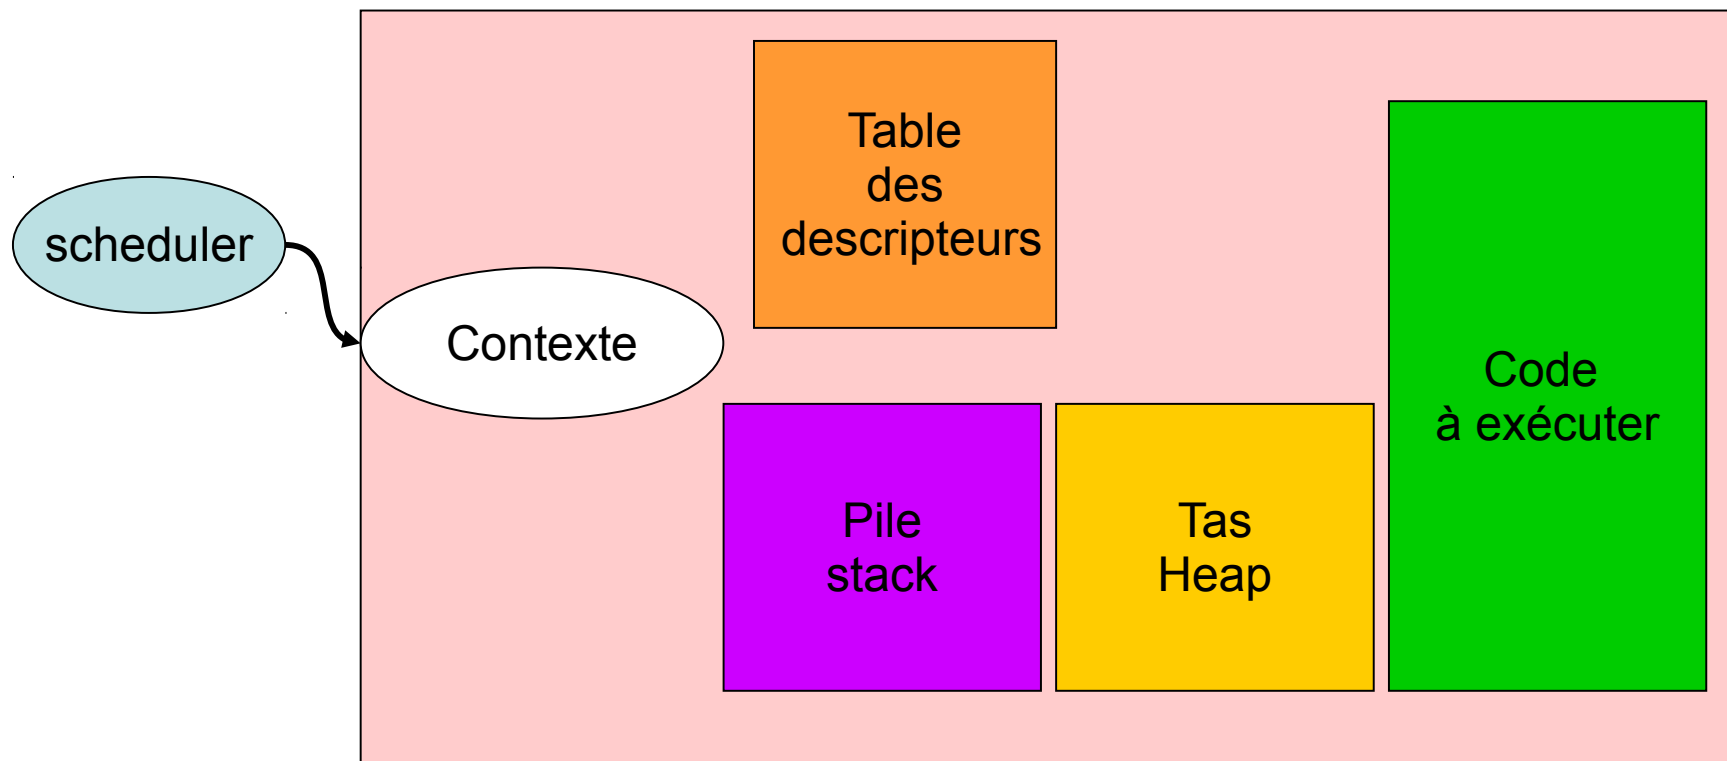 scheduler
Contexte
Table
des
descripteurs
Pile
stack
Tas
Heap
Code
à exécuter